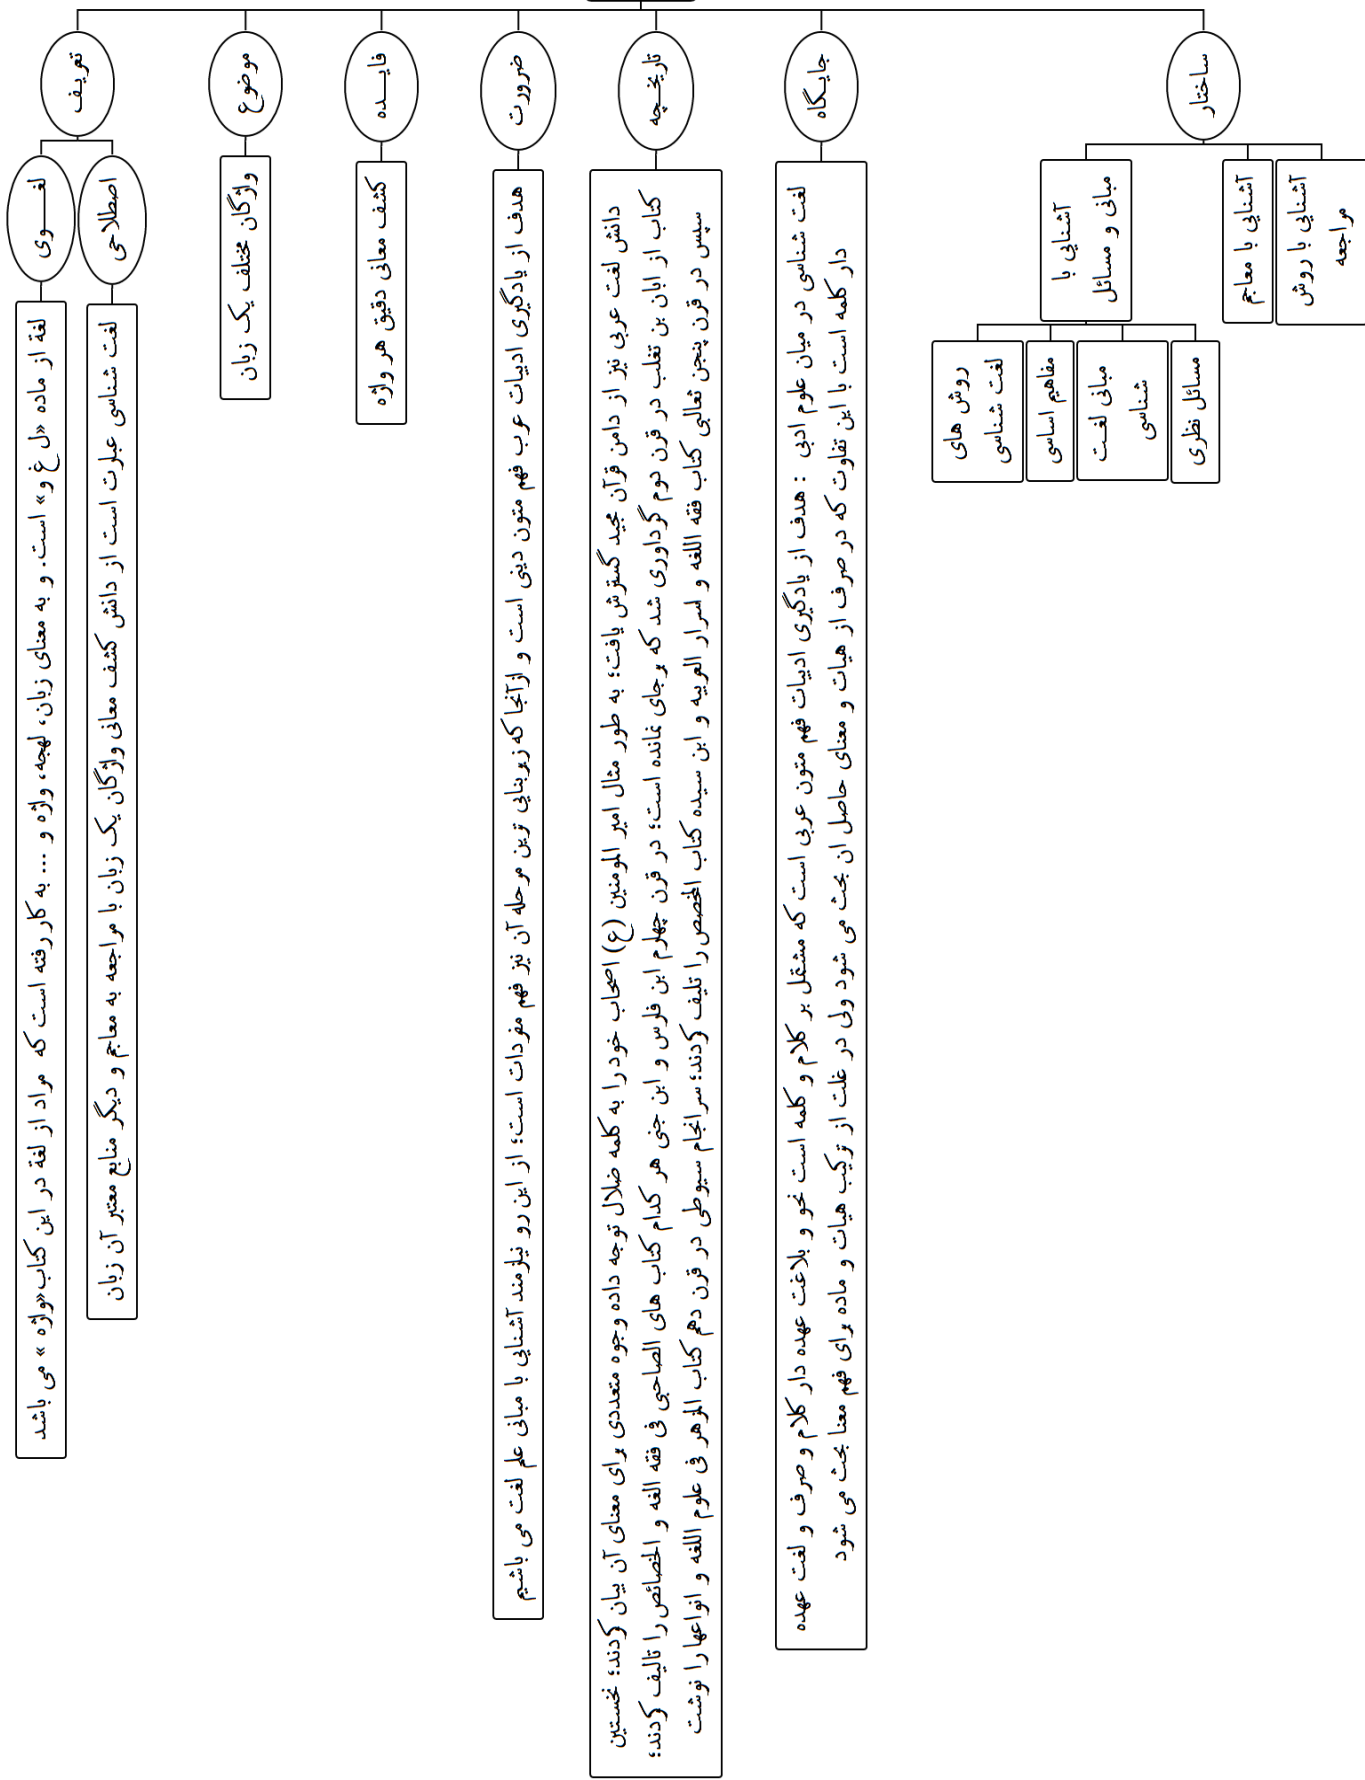 تعریف
لغــوی
لغة از ماده «ل غ و» است. و به معنای زبان، لهجه، واژه و ... به کار رفته است که مراد از لغة در این کتاب«واژه» می باشد
اصطلاحی
لغت شناسی عبارت است از دانش کشف معانی واژگان یک زبان با مراجعه به معاجم و دیگر منابع معتبر آن زبان
موضوع
واژگان مختلف یک زبان
فایــده
کشف معانی دقیق هر واژه
ضرورت
هدف از یادگیری ادبیات عرب فهم متون دینی است و ازآنجا که زیربنایی ترین مرحله آن نیز فهم مفردات است؛ از این رو نیازمند آشنایی با مبانی علم لغت می باشیم
تاریخـچه
دانش لغت عربی نیز از دامن قرآن مجید گسترش یافت؛ به طور مثال امیر المومنین (ع) اصحاب خود را به کلمه ضلال توجه داده وجوه متعددی برای معنای آن بیان کردند؛ نخستین
کتاب از ابان بن تغلب در قرن دوم گرداوری شد که برجای نمانده است؛ در قرن چهارم ابن فارس و ابن جنی هر کدام کتاب های الصاحبی فی فقه الغه و الخصائص را تالیف کردند؛
سپس در قرن پنجن ثعالبی کتاب فقه اللغه و اسرار العربیه و ابن سیده کتاب المخصص را تلیف کردند؛ سرانجام سیوطی در قرن دهم کتاب المزهر فی علوم اللغه و انواعها را نوشت
جایـگاه
لغت شناسی در میان علوم ادبی : هدف از یادگیری ادبیات فهم متون عربی است که مشتمل بر کلام و کلمه است نحو و بلاغت عهده دار کلام و صرف و لغت عهده
دار کلمه است با این تفاوت که در صرف از هیات و معنای حاصل ان بحث می شود ولی در غلت از ترکیب هیات و ماده برای فهم معنا بحث می شود
ساختار
آشنایی با
مبانی و مسائل
روش های
لغت شناسی
مفاهیم اساسی
مبانی لغت
شناسی
مسائل نظری
آشنایی با معاجم
آشنایی با روش
مراجعه